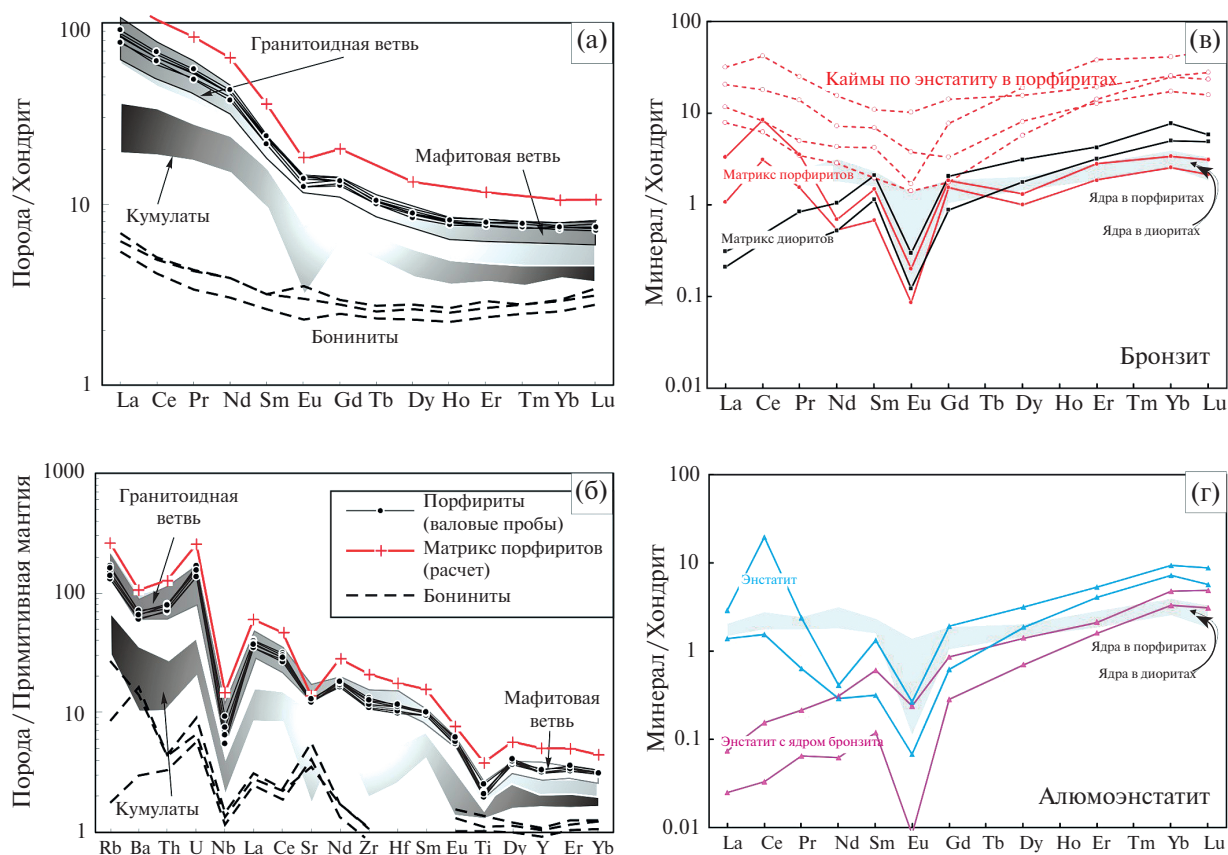 (а)
Порода / Хондрит
100
10
1
Гранитоидная ветвь
Мафитовая ветвь
Кумулаты
Бониниты
La Ce Pr Nd Sm Eu Gd Tb Dy Ho Er Tm Yb Lu
(в)
Минерал / Хондрит
100
10
1
0.1
0.01
Каймы по энстатиту в порфиритах
Матрикс порфиритов
Матрикс диоритов
Ядра в порфиритах
Ядра в диоритах
Бронзит
La Ce Pr Nd Sm Eu Gd Tb Dy Ho Er Tm Yb Lu
(б)
Порода / Примитивная мантия
1000
100
10
1
Гранитоидная
ветвь
Порфириты
(валовые пробы)
Матрикс порфиритов
(расчет)
Бониниты
Мафитовая
ветвь
Кумулаты
Rb Ba Th U Nb La Ce Sr Nd Zr Hf Sm Eu Ti Dy Y Er Yb
(г)
Минерал / Хондрит
100
10
1
0.1
0.01
Энстатит
Ядра в порфиритах
Ядра в диоритах
Энстатит с ядром бронзита
Алюмоэнстатит
La Ce Pr Nd Sm Eu Gd Tb Dy Ho Er Tm Yb Lu